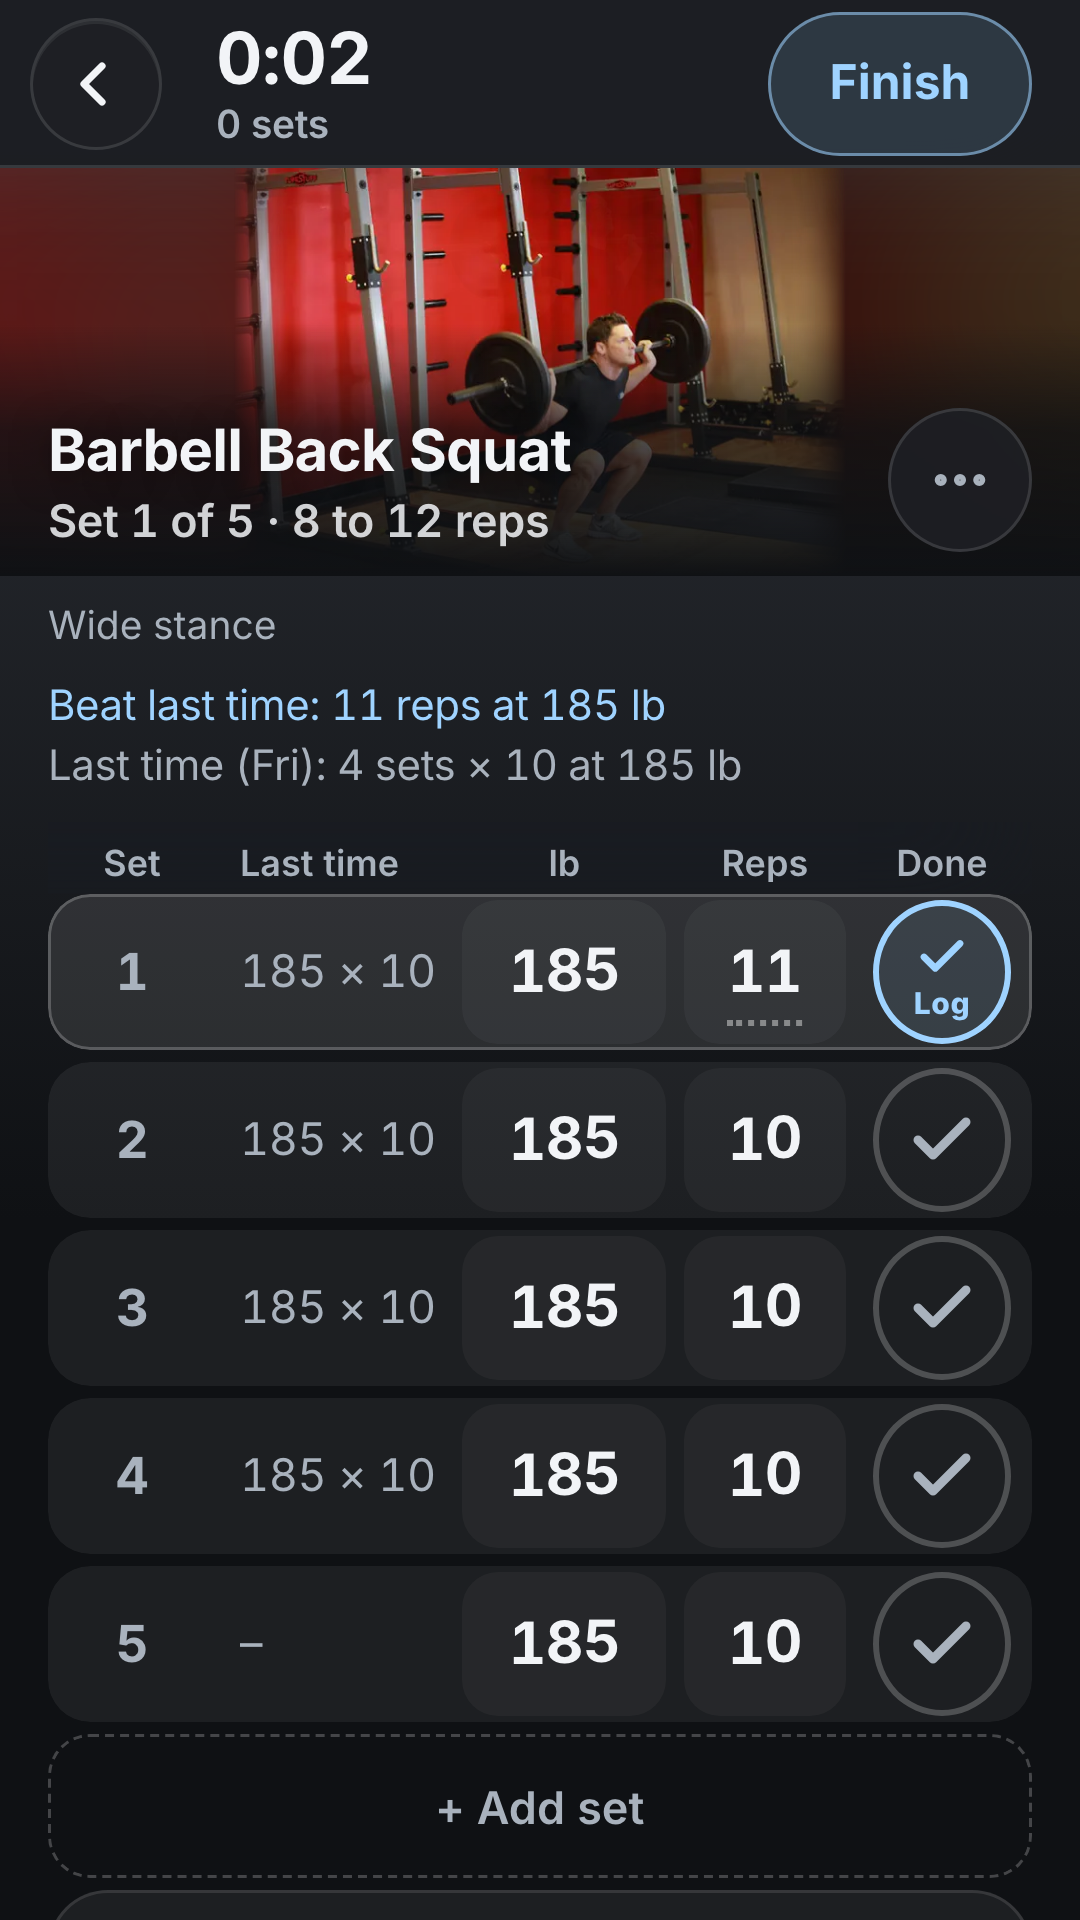 0:02
0 sets
Finish
Barbell Back Squat
Set 1 of 5 · 8 to 12 reps
Wide stance
Beat last time: 11 reps at 185 lb
Last time (Fri): 4 sets × 10 at 185 lb
Set Last time lb Reps Done
1 185 × 10 185 11 Log
2 185 × 10 185 10
3 185 × 10 185 10
4 185 × 10 185 10
5 – 185 10
+ Add set